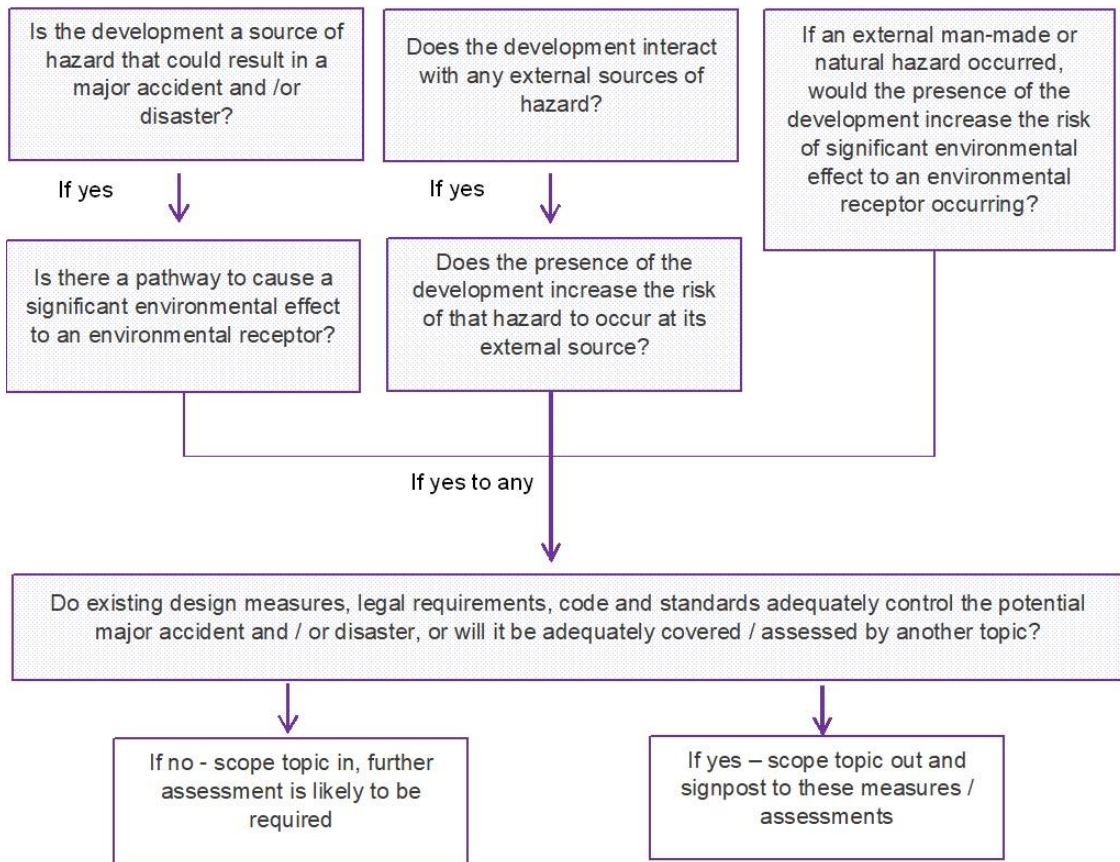 Is the development a source of
hazard that could result in a
major accident and /or
disaster?
Does the development interact
with any external sources of
hazard?
If an external man-made or
natural hazard occurred,
would the presence of the
development increase the risk
of significant environmental
effect to an environmental
receptor occurring?
If yes
If yes
Is there a pathway to cause a
significant environmental effect
to an environmental receptor?
Does the presence of the
development increase the risk
of that hazard to occur at its
external source?
If yes to any
Do existing design measures, legal requirements, code and standards adequately control the potential
major accident and / or disaster, or will it be adequately covered / assessed by another topic?
If no - scope topic in, further
assessment is likely to be
required
If yes – scope topic out and
signpost to these measures /
assessments